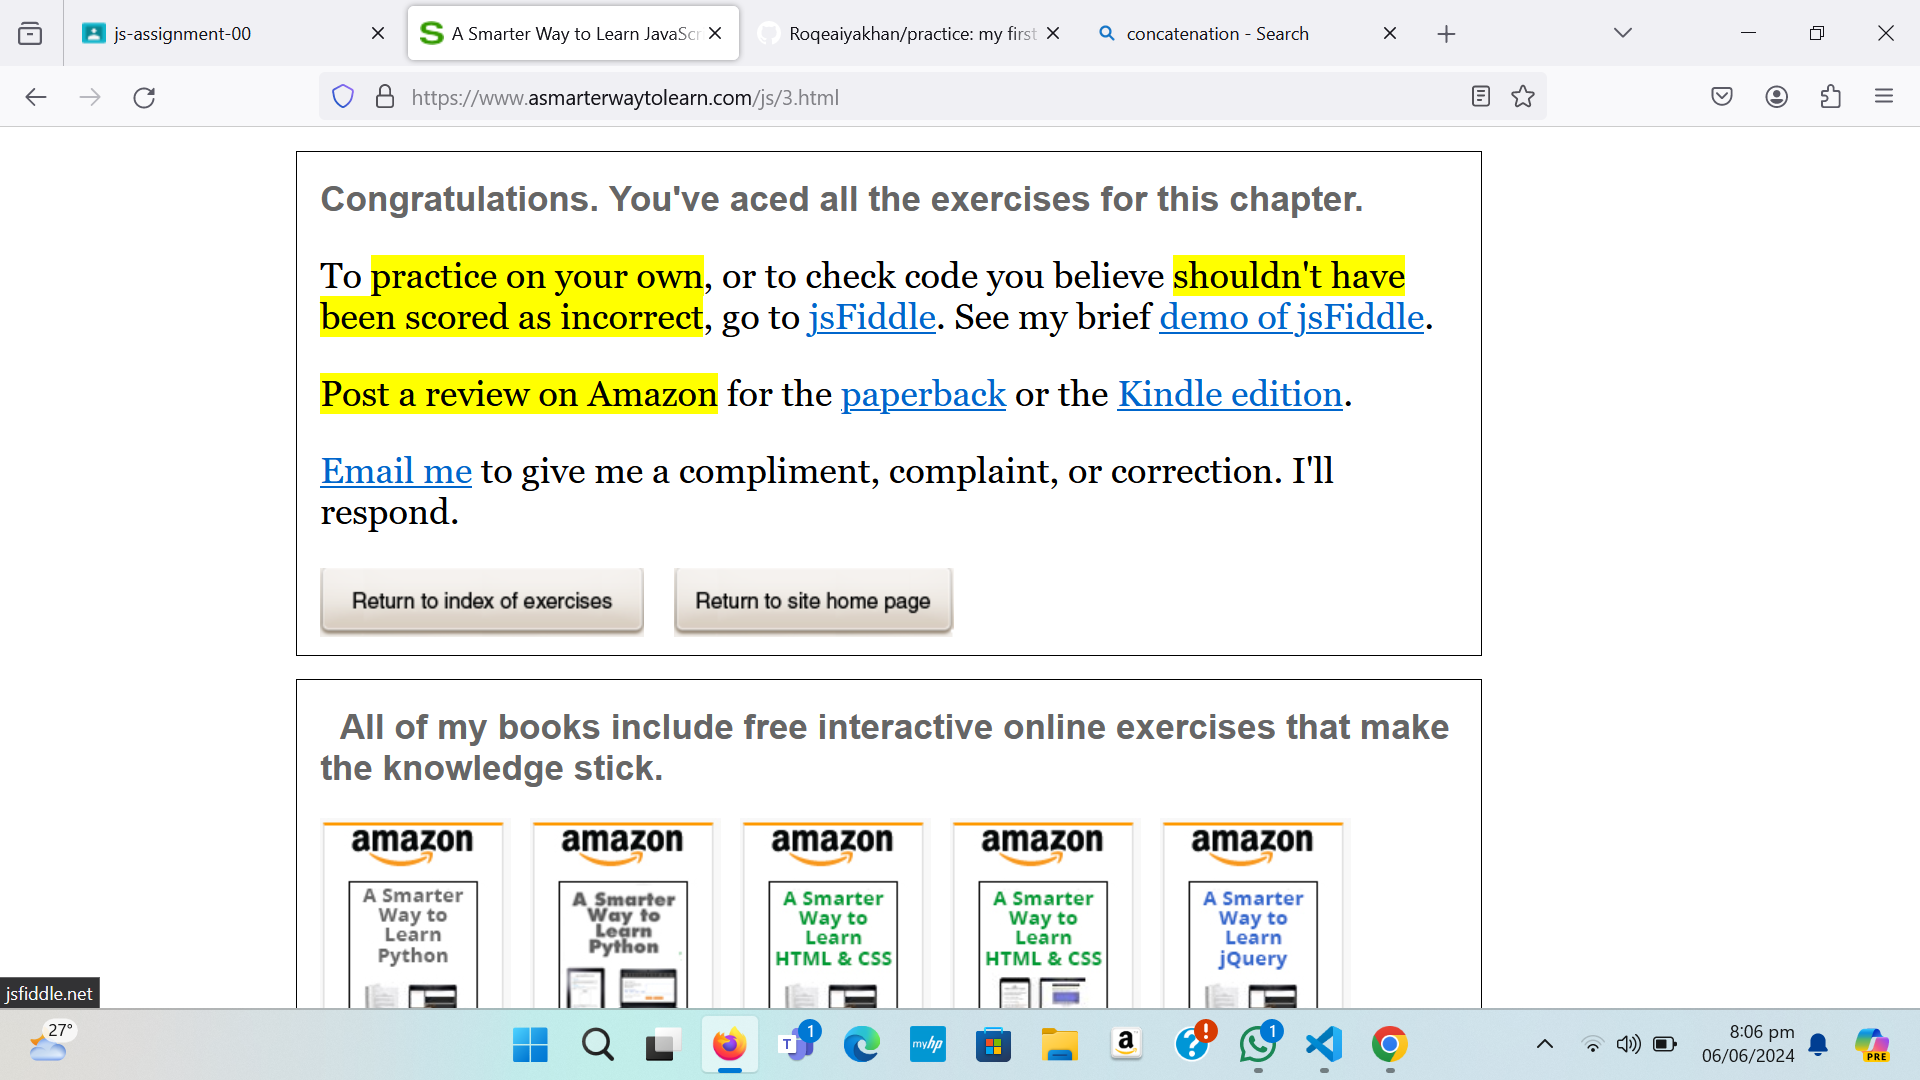 js-assignment-00
A Smarter Way to Learn JavaScr
Roqeaiyakhan/practice: my first
concatenation - Search
https://www.asmarterwaytolearn.com/js/3.html
Congratulations. You've aced all the exercises for this chapter.
To practice on your own, or to check code you believe shouldn't have
been scored as incorrect, go to jsFiddle. See my brief demo of jsFiddle.
Post a review on Amazon for the paperback or the Kindle edition.
Email me to give me a compliment, complaint, or correction. I'll
respond.
Return to index of exercises
Return to site home page
All of my books include free interactive online exercises that make
the knowledge stick.
amazon
A Smarter
Way to
Learn
Python
amazon
A Smarter
Way to
Learn
Python
amazon
A Smarter
Way to
Learn
HTML & CSS
amazon
A Smarter
Way to
Learn
HTML & CSS
amazon
A Smarter
Way to
Learn
jQuery
jsfiddle.net
27°
T
1
myhp
a
?
!
1
8:06 pm
06/06/2024
PRE